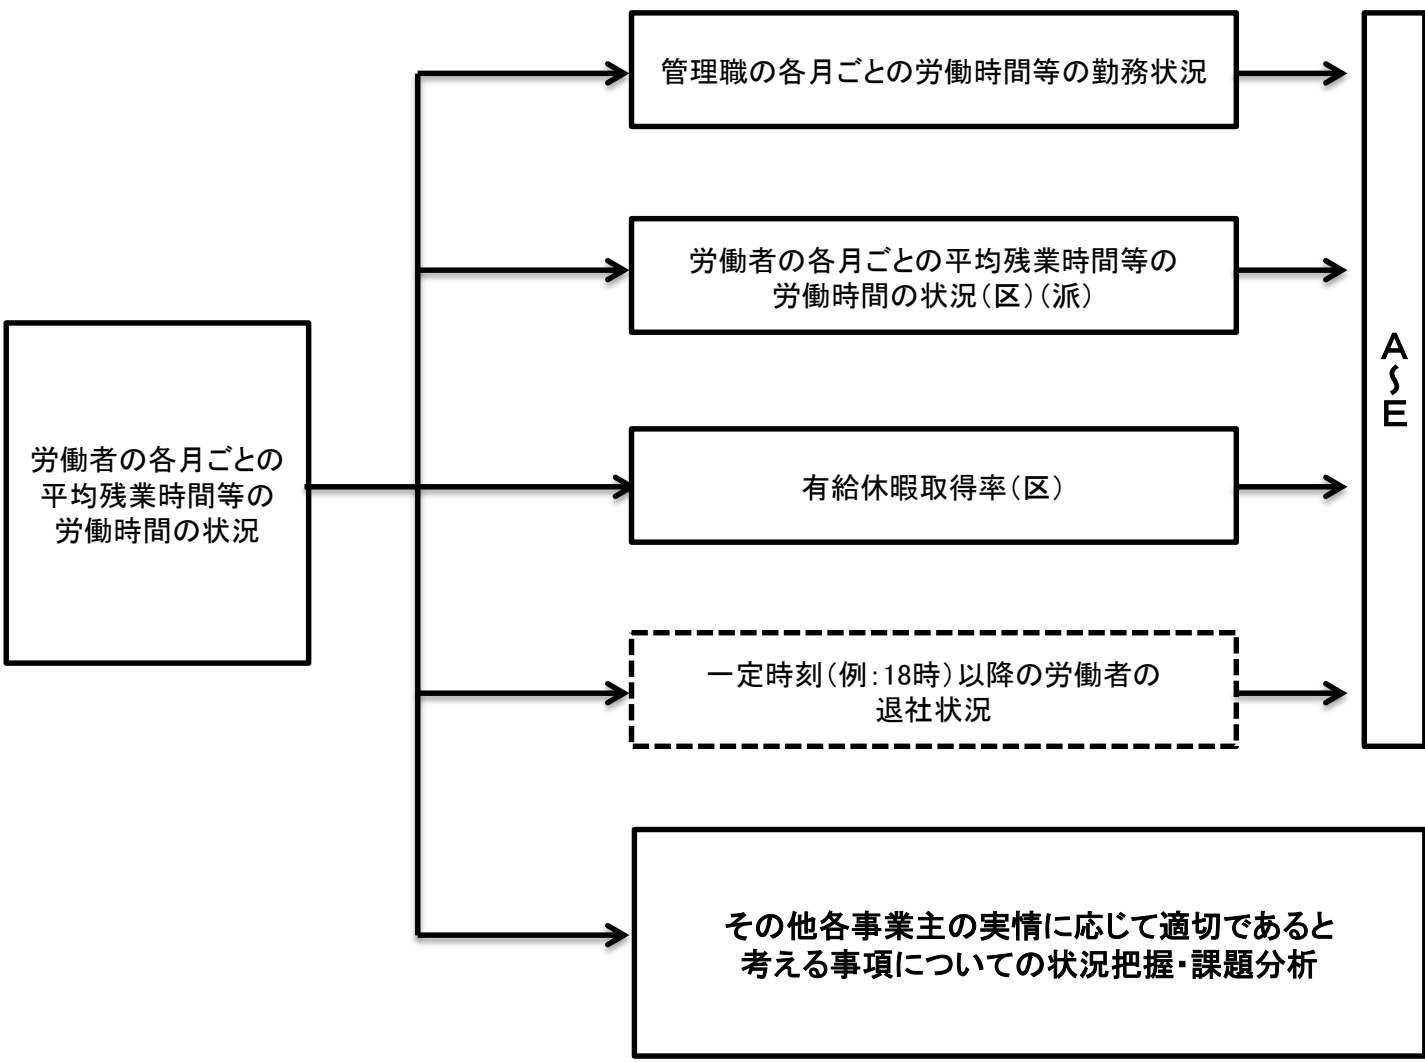 管理職の各月ごとの労働時間等の勤務状況
労働者の各月ごとの平均残業時間等の
労働時間の状況（区）（派）
労働者の各月ごとの
平均残業時間等の
労働時間の状況
有給休暇取得率（区）
一定時刻（例：18時）以降の労働者の
退社状況
A～E
その他各事業主の実情に応じて適切であると
考える事項についての状況把握・課題分析